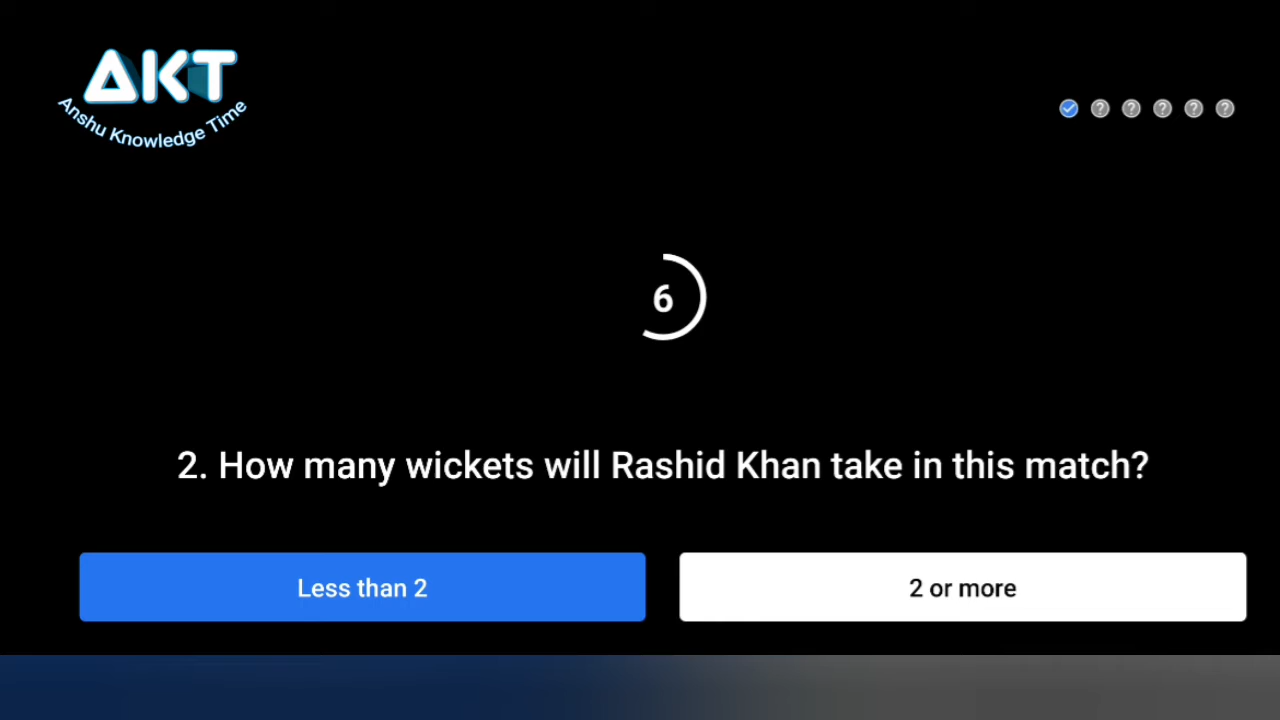 AKT
Anshu Knowledge Time
6
2. How many wickets will Rashid Khan take in this match?
Less than 2
2 or more